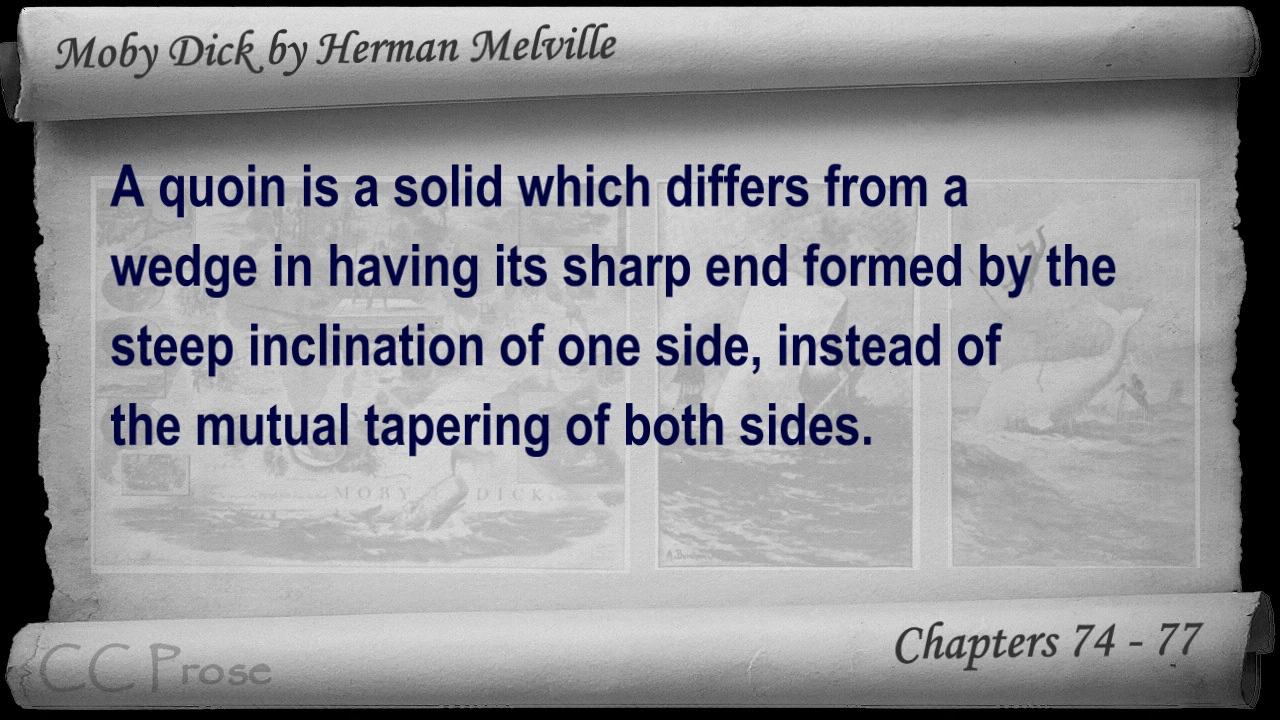 Moby Dick by Herman Melville
A quoin is a solid which differs from a
wedge in having its sharp end formed by the
steep inclination of one side, instead of
the mutual tapering of both sides.
MOBY DICK
Chapters 74 - 77
CC Prose